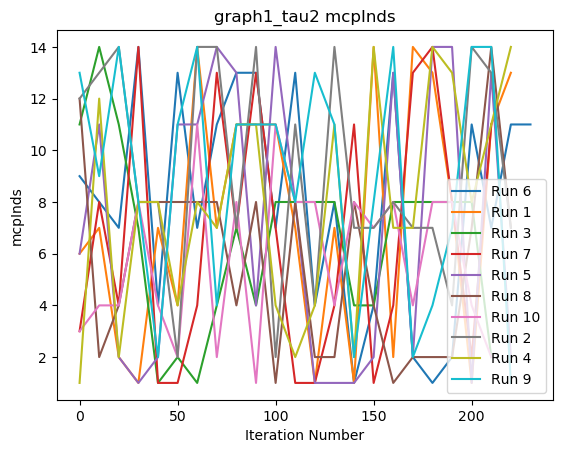 graph1_tau2 mcpInds
mcpInds
14
12
10
8
6
4
2
0
50
100
150
200
Iteration Number
Run 6
Run 1
Run 3
Run 7
Run 5
Run 8
Run 10
Run 2
Run 4
Run 9